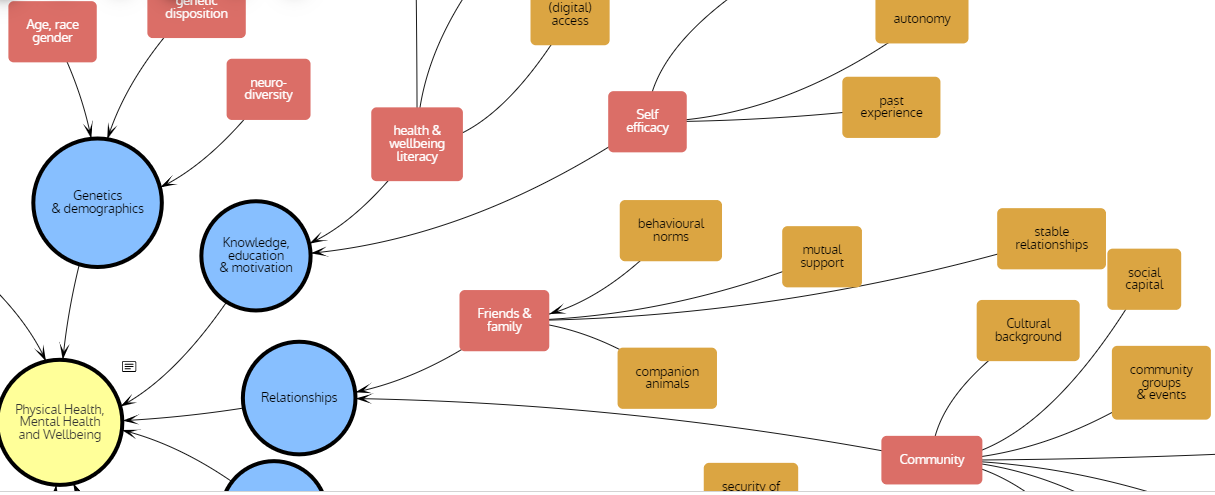 genetic
disposition
(digital)
access
autonomy
Age, race
gender
neuro-
diversity
health &
wellbeing
literacy
Self
efficacy
past
experience
Genetics
& demographics
Knowledge,
education
& motivation
behavioural
norms
mutual
support
stable
relationships
social
capital
Friends &
family
Cultural
background
companion
animals
community
groups
& events
Relationships
Physical Health,
Mental Health
and Wellbeing
Community
security of